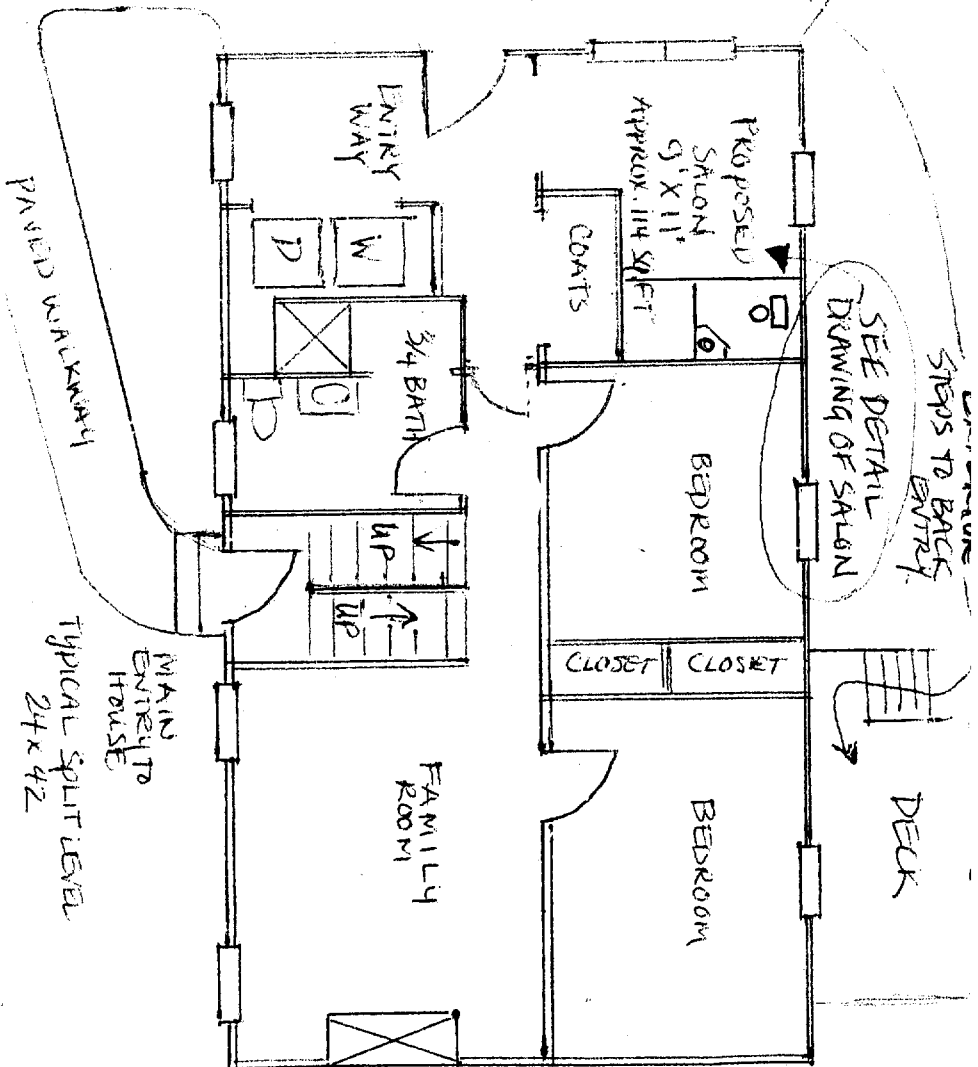 ENTRY
WAY
PROPOSED
SALON
9' X 11'
APPROX. 114 SQ.FT
COATS
W
D
3/4 BATH
SEE DETAIL
DRAWING OF SALON
STEPS TO BACK
ENTRY.
BEDROOM
UP
UP
CLOSET
CLOSET
DECK
BEDROOM
FAMILY
ROOM
PAVED WALKWAY
MAIN
ENTRY TO
HOUSE
TYPICAL SPLIT LEVEL
24 x 42